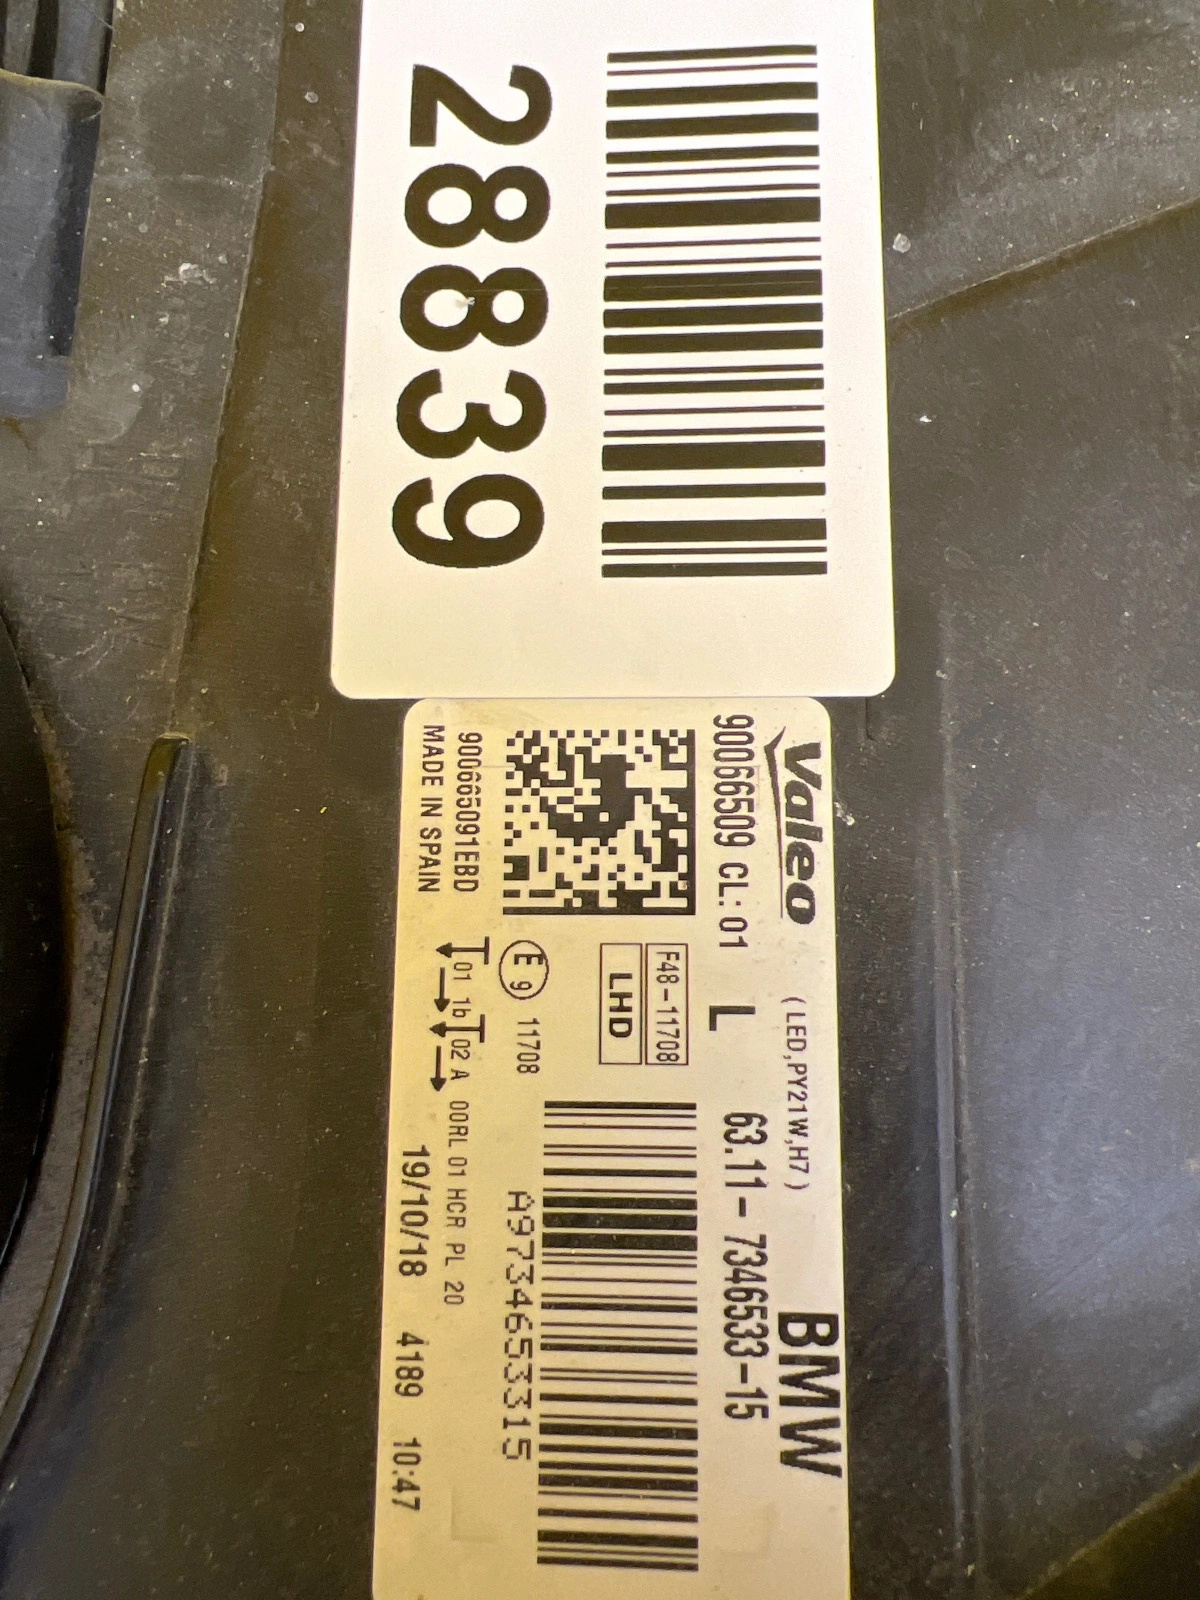 28839
Valeo
(LED,PY21W,H7)
BMW
90066509 CL: 01
L
63.11-7346533-15
F48-11708
LHD
E 9
11708
A9734653315
900665091EBD
MADE IN SPAIN
01 1b 02 A 00RL 01 HCR PL 20
19/10/18 4189 10:47